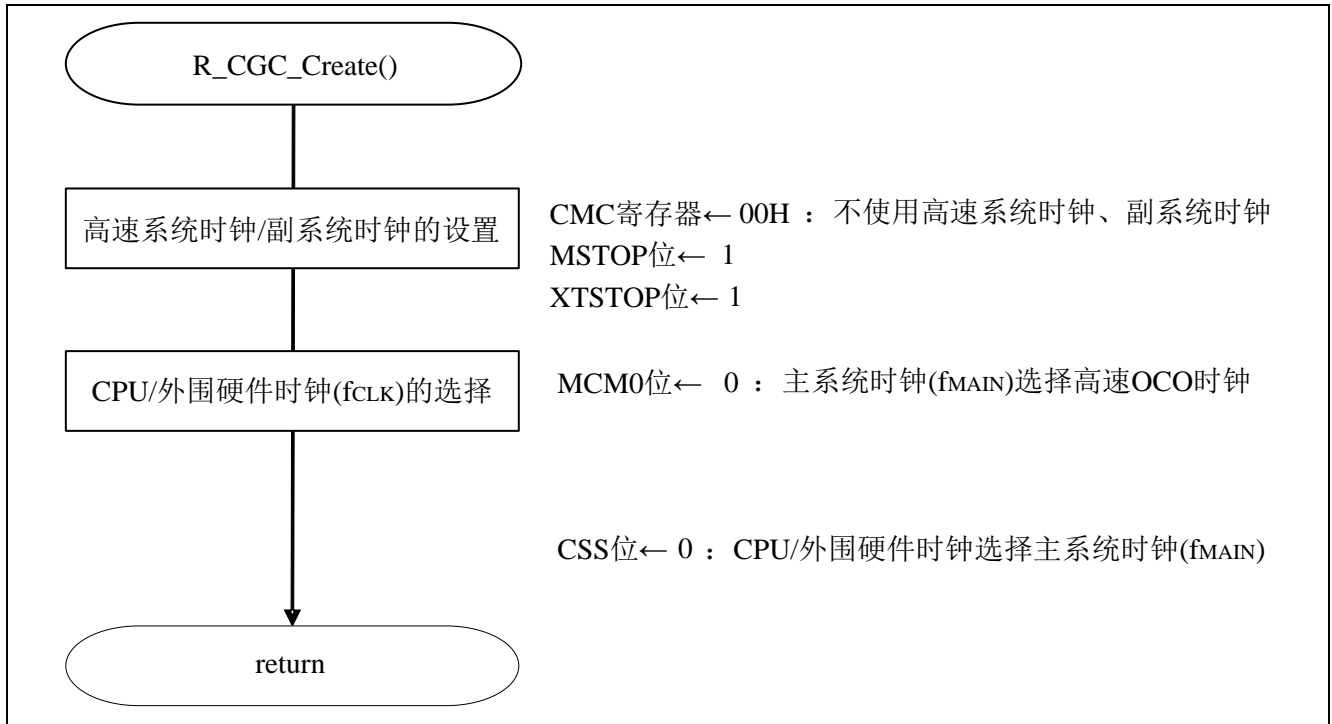 R_CGC_Create()
高速系统时钟/副系统时钟的设置
CMC寄存器← 00H ：不使用高速系统时钟、副系统时钟
MSTOP位← 1
XTSTOP位← 1
CPU/外围硬件时钟(fCLK)的选择
MCM0位← 0 ：主系统时钟(fMAIN)选择高速OCO时钟
CSS位← 0 ：CPU/外围硬件时钟选择主系统时钟(fMAIN)
return